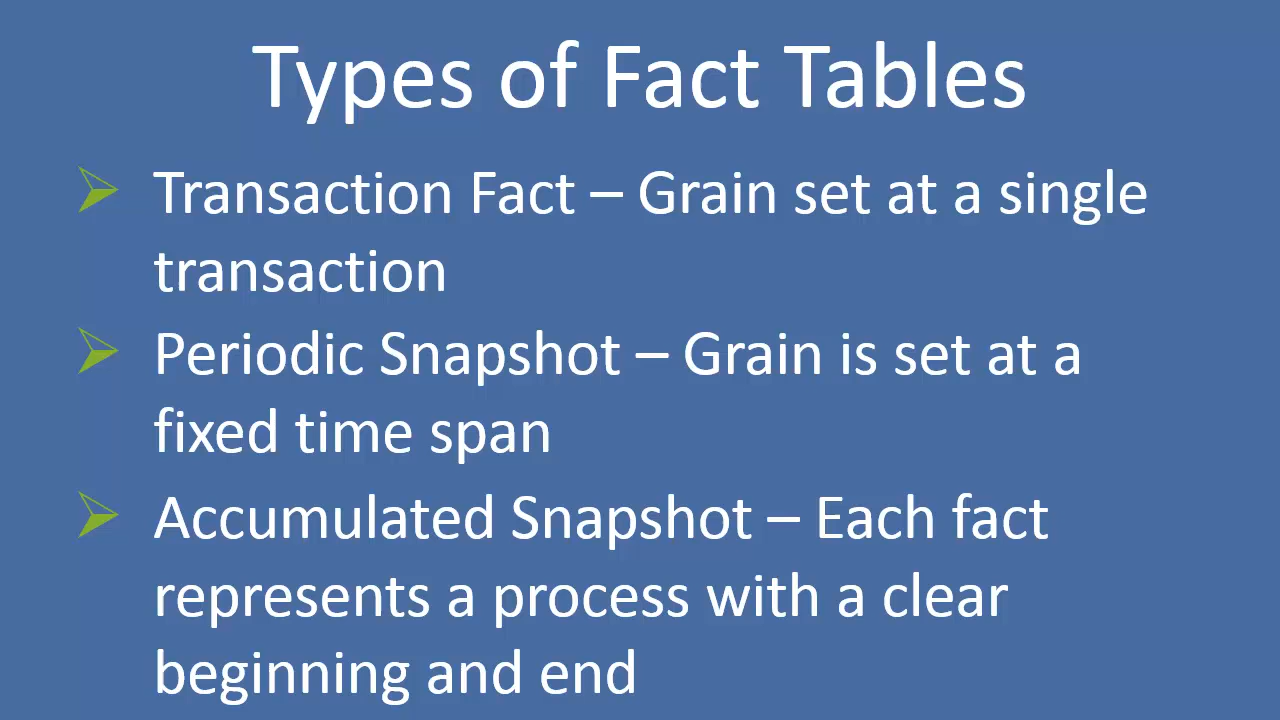 Types of Fact Tables
Transaction Fact – Grain set at a single
transaction
Periodic Snapshot – Grain is set at a
fixed time span
Accumulated Snapshot – Each fact
represents a process with a clear
beginning and end